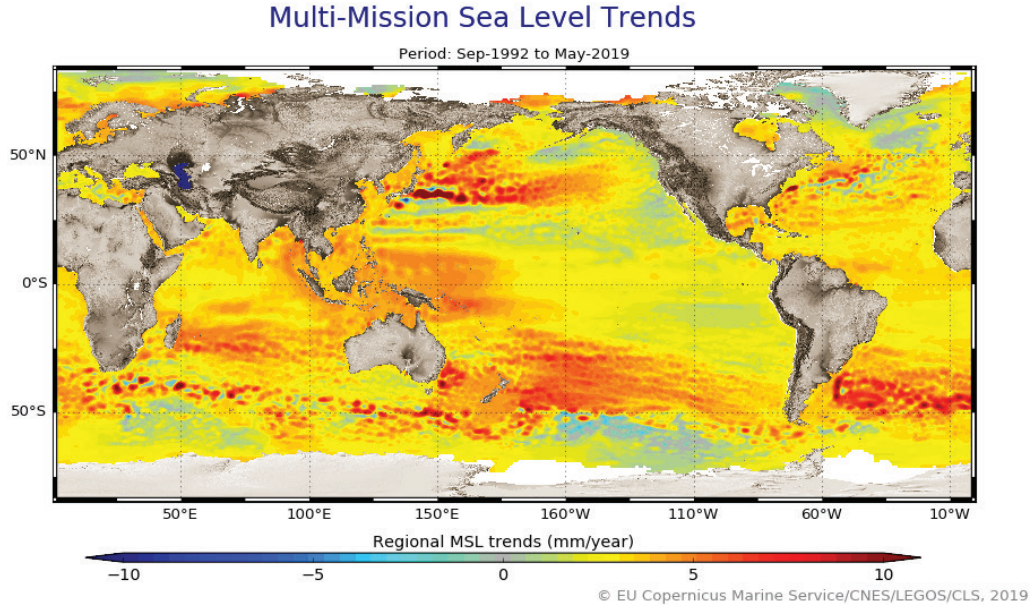 Multi-Mission Sea Level Trends
Period: Sep-1992 to May-2019
50°N
0°S
50°S
50°E 100°E 150°E 160°W 110°W 60°W 10°W
Regional MSL trends (mm/year)
−10 −5 0 5 10
© EU Copernicus Marine Service/CNES/LEGOS/CLS, 2019